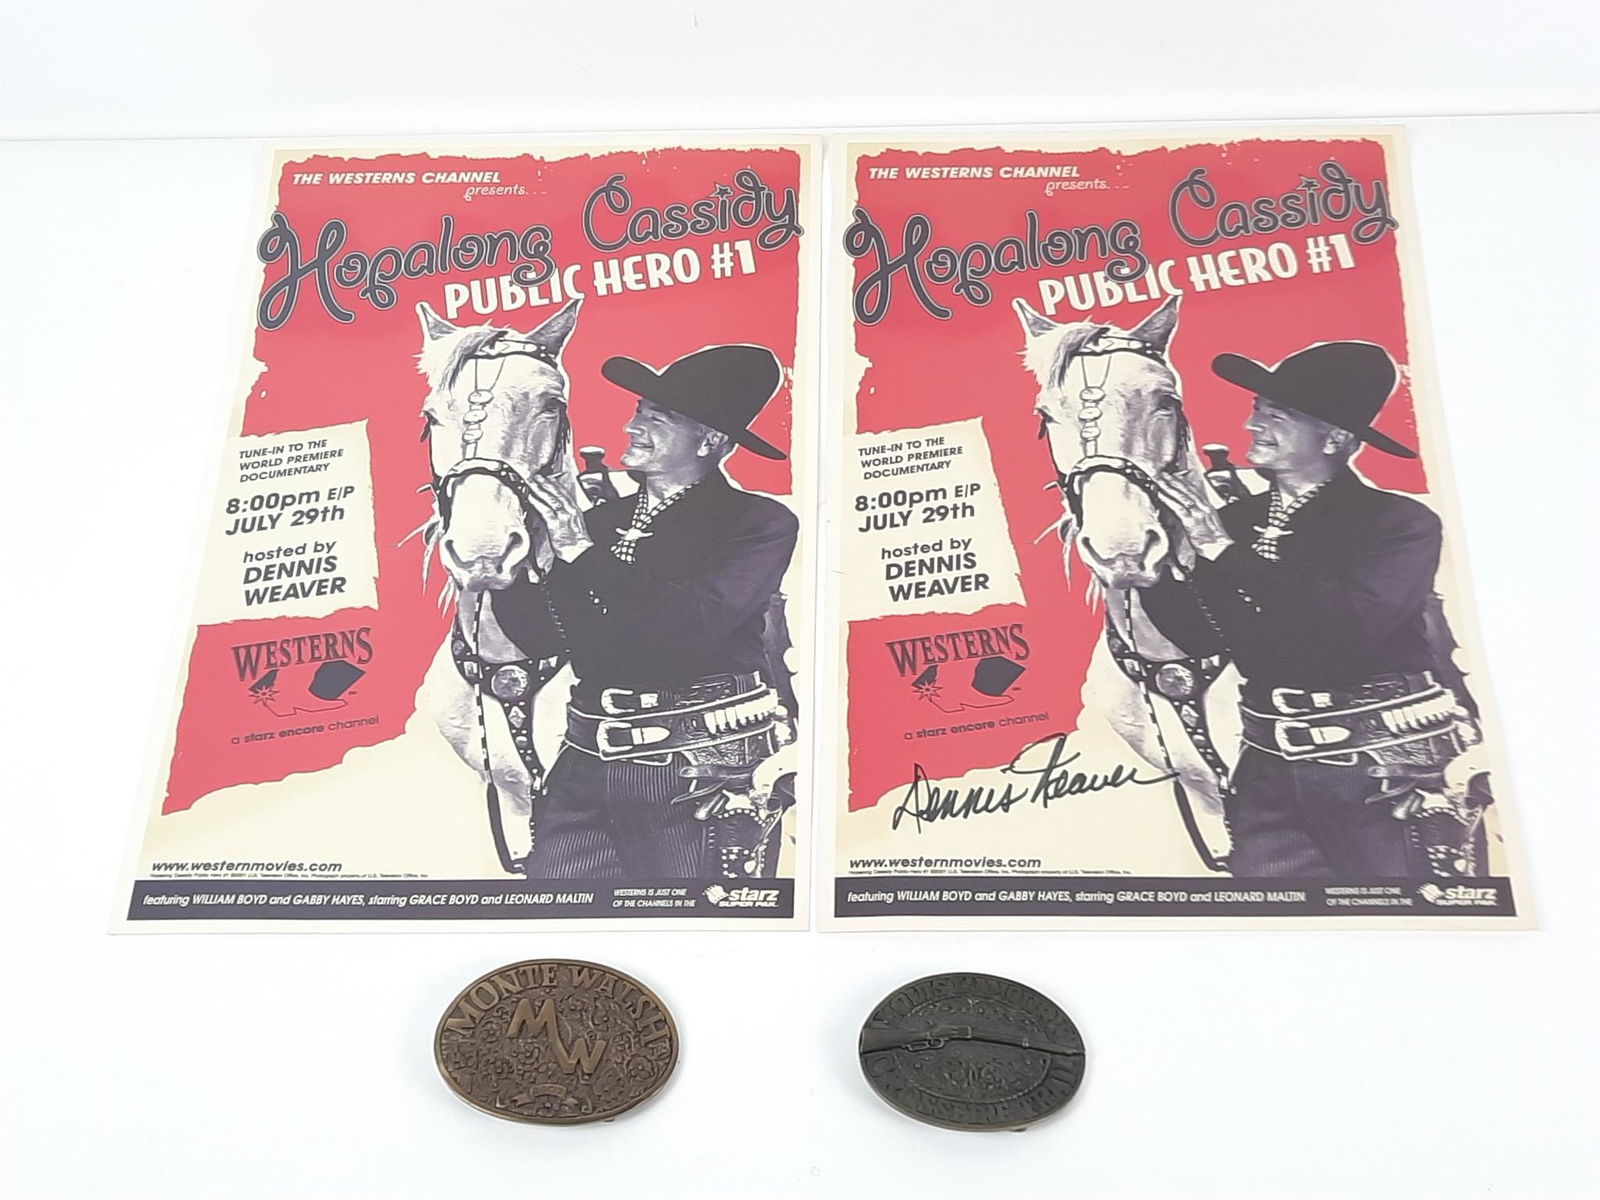 THE WESTERNS CHANNEL
presents...
Hopalong Cassidy
PUBLIC HERO #1
TUNE-IN TO THE
WORLD PREMIERE
DOCUMENTARY
8:00pm E/P
JULY 29th
hosted by
DENNIS
WEAVER
WESTERNS
a starz encore channel
www.westernmovies.com
featuring WILLIAM BOYD and GABBY HAYES, starring GRACE BOYD and LEONARD MALTIN
WESTERNS IS JUST ONE
OF THE CHANNELS IN THE
starz
SUPER PAK
THE WESTERNS CHANNEL
presents...
Hopalong Cassidy
PUBLIC HERO #1
TUNE-IN TO THE
WORLD PREMIERE
DOCUMENTARY
8:00pm E/P
JULY 29th
hosted by
DENNIS
WEAVER
WESTERNS
a starz encore channel
Dennis Weaver
www.westernmovies.com
featuring WILLIAM BOYD and GABBY HAYES, starring GRACE BOYD and LEONARD MALTIN
WESTERNS IS JUST ONE
OF THE CHANNELS IN THE
starz
SUPER PAK
MONTE WALSH
MW
LOUIS L'AMOUR
CROSSFIRE TRAIL